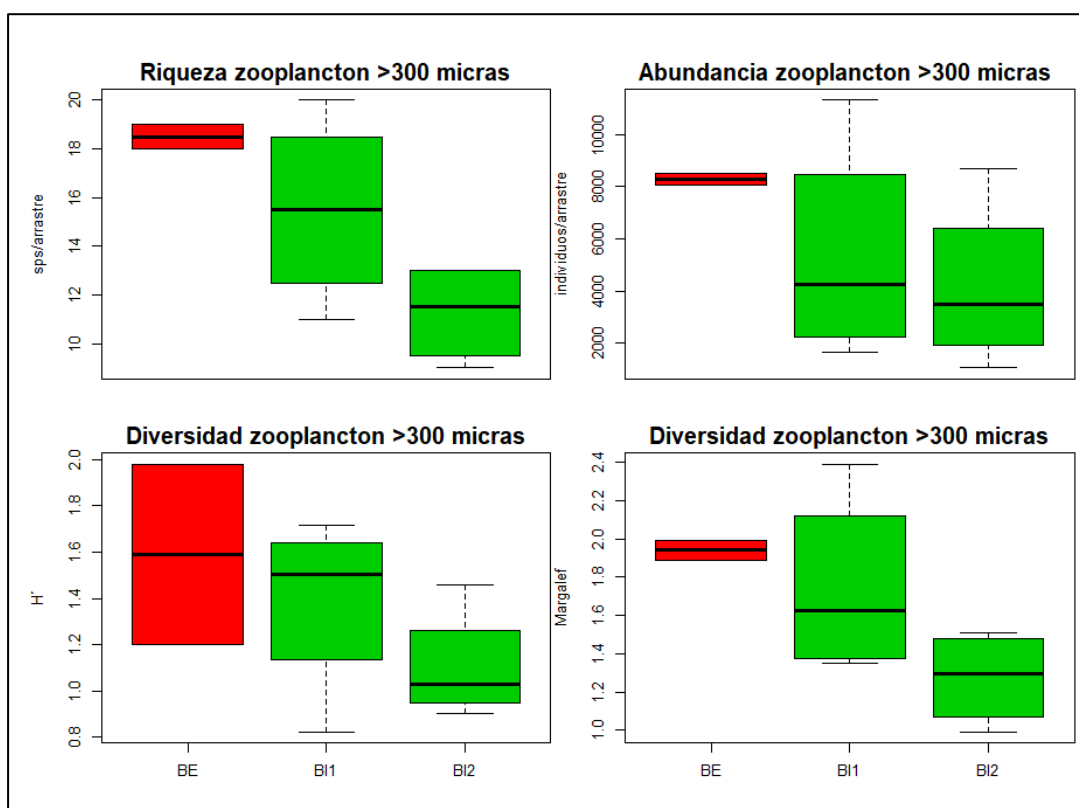 Riqueza zooplancton >300 micras
sps/arrastre
20
18
16
14
12
10
Abundancia zooplancton >300 micras
individuos/arrastre
10000
8000
6000
4000
2000
Diversidad zooplancton >300 micras
H´
2.0
1.8
1.6
1.4
1.2
1.0
0.8
BE BI1 BI2
Diversidad zooplancton >300 micras
Margalef
2.4
2.2
2.0
1.8
1.6
1.4
1.2
1.0
BE BI1 BI2